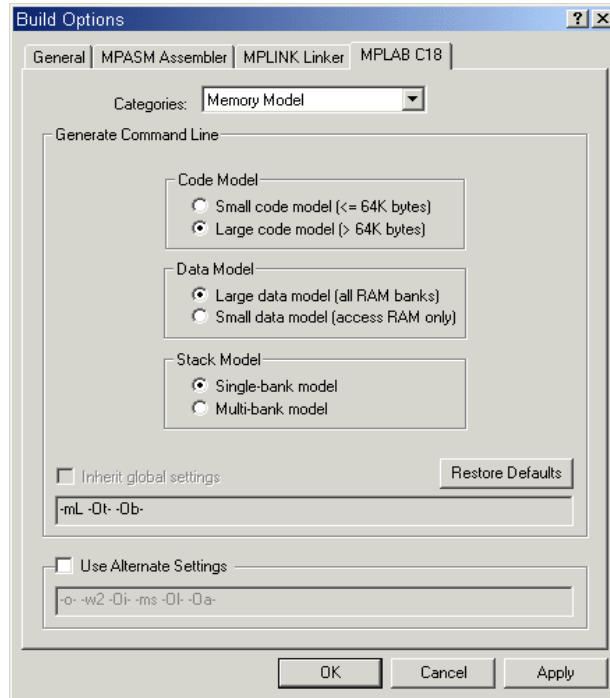 Build Options
General MPASM Assembler MPLINK Linker MPLAB C18
Categories: Memory Model
Generate Command Line
Code Model
Small code model (<= 64K bytes)
Large code model (> 64K bytes)
Data Model
Large data model (all RAM banks)
Small data model (access RAM only)
Stack Model
Single-bank model
Multi-bank model
Inherit global settings Restore Defaults
-mL -Ot- -Ob-
Use Alternate Settings
-o- -w2 -Oi- -ms -Ol- -Oa-
OK Cancel Apply